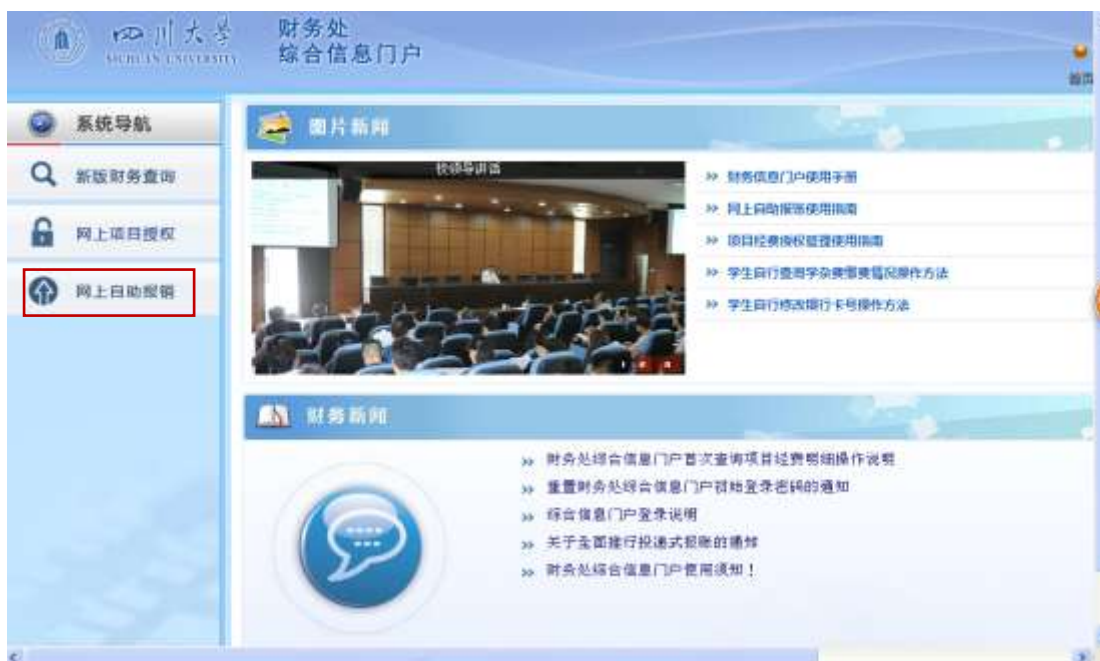 四川大学
SICHUAN UNIVERSITY
财务处
综合信息门户
首页
系统导航
新版财务查询
网上项目授权
网上自助报销
图片新闻
校领导讲话
财务信息门户使用手册
网上自助报账使用指南
项目经费授权管理使用指南
学生自行查询学杂费缴费情况操作方法
学生自行修改银行卡号操作方法
财务新闻
财务处综合信息门户首次查询项目经费明细操作说明
重置财务处综合信息门户初始登录密码的通知
综合信息门户登录说明
关于全面推行投递式报账的通知
财务处综合信息门户使用须知！